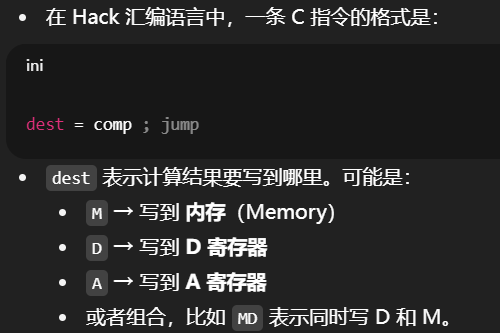 • 在 Hack 汇编语言中，一条 C 指令的格式是：
ini
dest = comp ; jump
• dest 表示计算结果要写到哪里。可能是：
• M → 写到 内存（Memory）
• D → 写到 D 寄存器
• A → 写到 A 寄存器
• 或者组合，比如 MD 表示同时写 D 和 M。